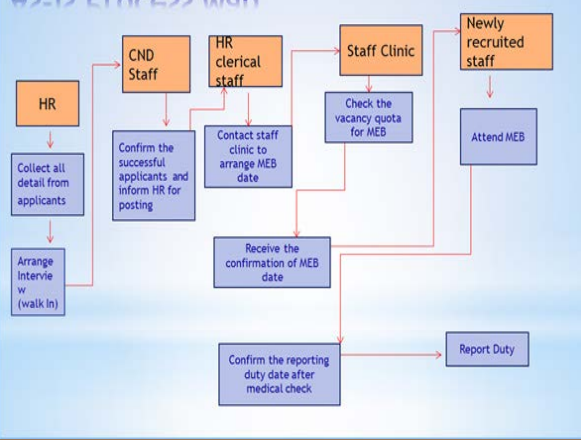 HR
Collect all
detail from
applicants
Arrange
Intervie
w
(walk In)
CND
Staff
Confirm the
successful
applicants and
inform HR for
posting
HR
clerical
staff
Contact staff
clinic to
arrange MEB
date
Staff Clinic
Check the
vacancy quota
for MEB
Receive the
confirmation of MEB
date
Newly
recruited
staff
Attend MEB
Confirm the reporting
duty date after
medical check
Report Duty